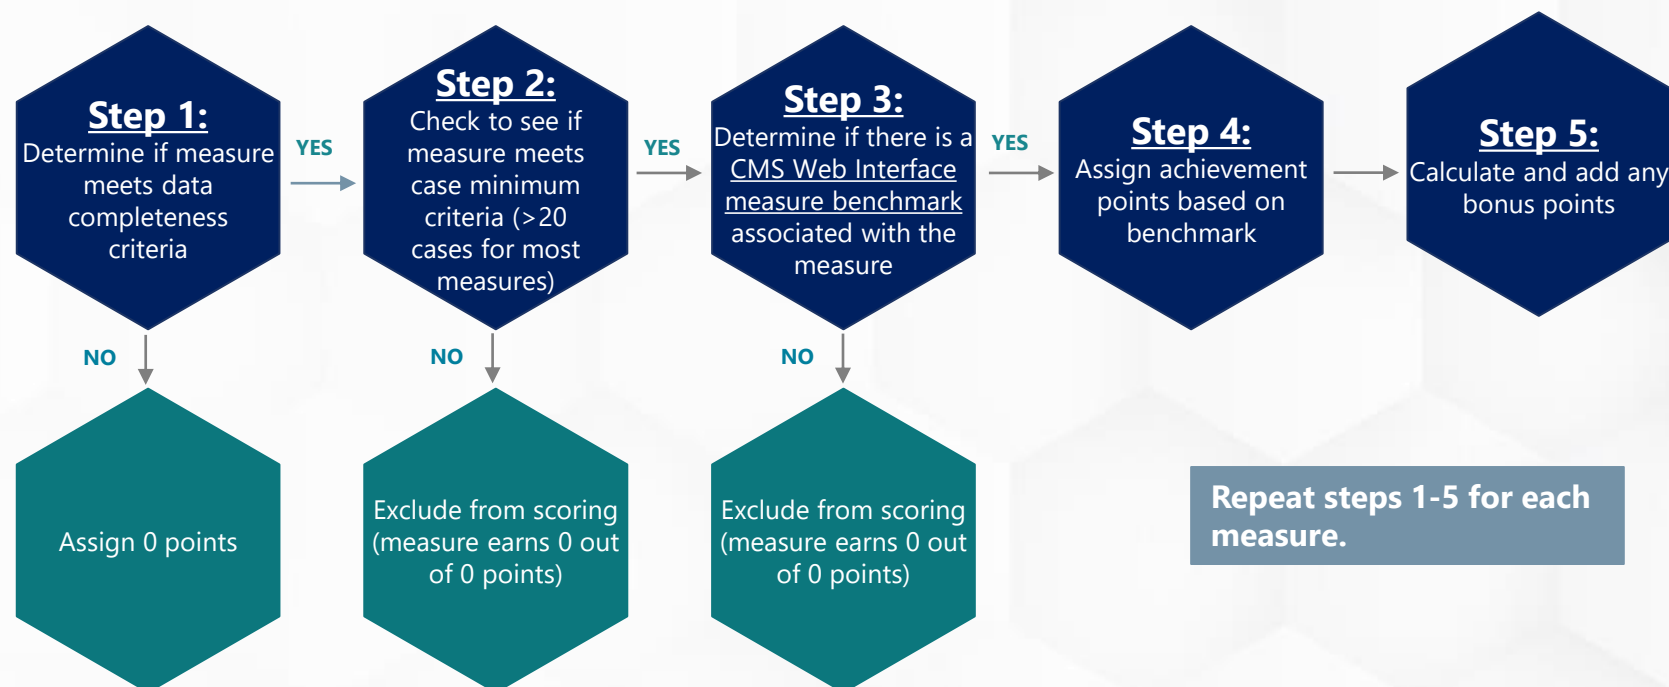 Step 1:
Determine if measure
meets data
completeness
criteria
YES
Step 2:
Check to see if
measure meets
case minimum
criteria (>20
cases for most
measures)
YES
Step 3:
Determine if there is a
CMS Web Interface
measure benchmark
associated with the
measure
YES
Step 4:
Assign achievement
points based on
benchmark
Step 5:
Calculate and add any
bonus points
NO
NO
NO
Assign 0 points
Exclude from scoring
(measure earns 0 out
of 0 points)
Exclude from scoring
(measure earns 0 out
of 0 points)
Repeat steps 1-5 for each
measure.